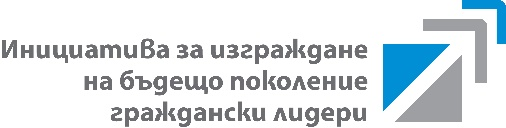 Инициатива за изграждане
на бъдещо поколение
граждански лидери